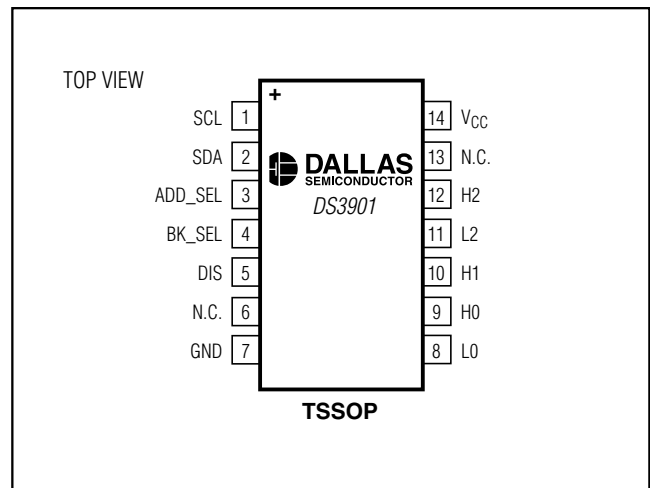 TOP VIEW
+
SCL 1
SDA 2
ADD_SEL 3
BK_SEL 4
DIS 5
N.C. 6
GND 7
DALLAS
SEMICONDUCTOR
DS3901
14 VCC
13 N.C.
12 H2
11 L2
10 H1
9 H0
8 L0
TSSOP